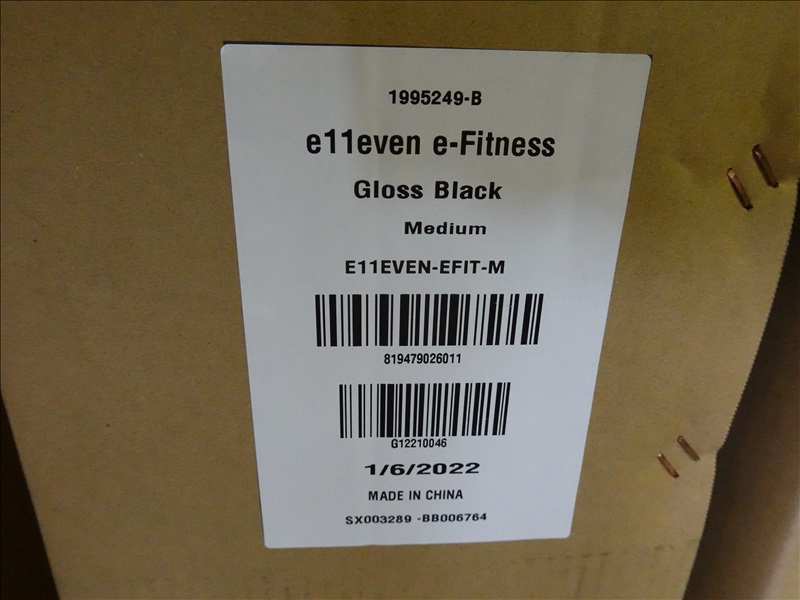 1995249-B
e11even e-Fitness
Gloss Black
Medium
E11EVEN-EFIT-M
819479026011
G12210046
1/6/2022
MADE IN CHINA
SX003289 -BB006764